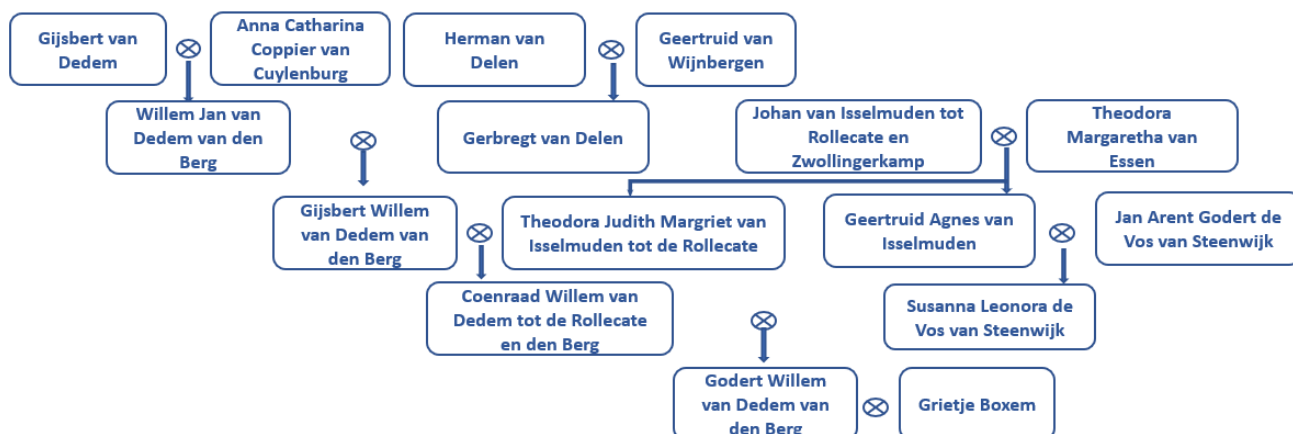 Gijsbert van
Dedem
Anna Catharina
Coppier van
Cuylenburg
Herman van
Delen
Geertruid van
Wijnbergen
Willem Jan van
Dedem van den
Berg
Gerbregt van Delen
Johan van Isselmuden tot
Rollecate en
Zwollingerkamp
Theodora
Margaretha van
Essen
Gijsbert Willem
van Dedem van
den Berg
Theodora Judith Margriet van
Isselmuden tot de Rollecate
Geertruid Agnes van
Isselmuden
Jan Arent Godert de
Vos van Steenwijk
Coenraad Willem van
Dedem tot de Rollecate
en den Berg
Susanna Leonora de
Vos van Steenwijk
Godert Willem
van Dedem van
den Berg
Grietje Boxem